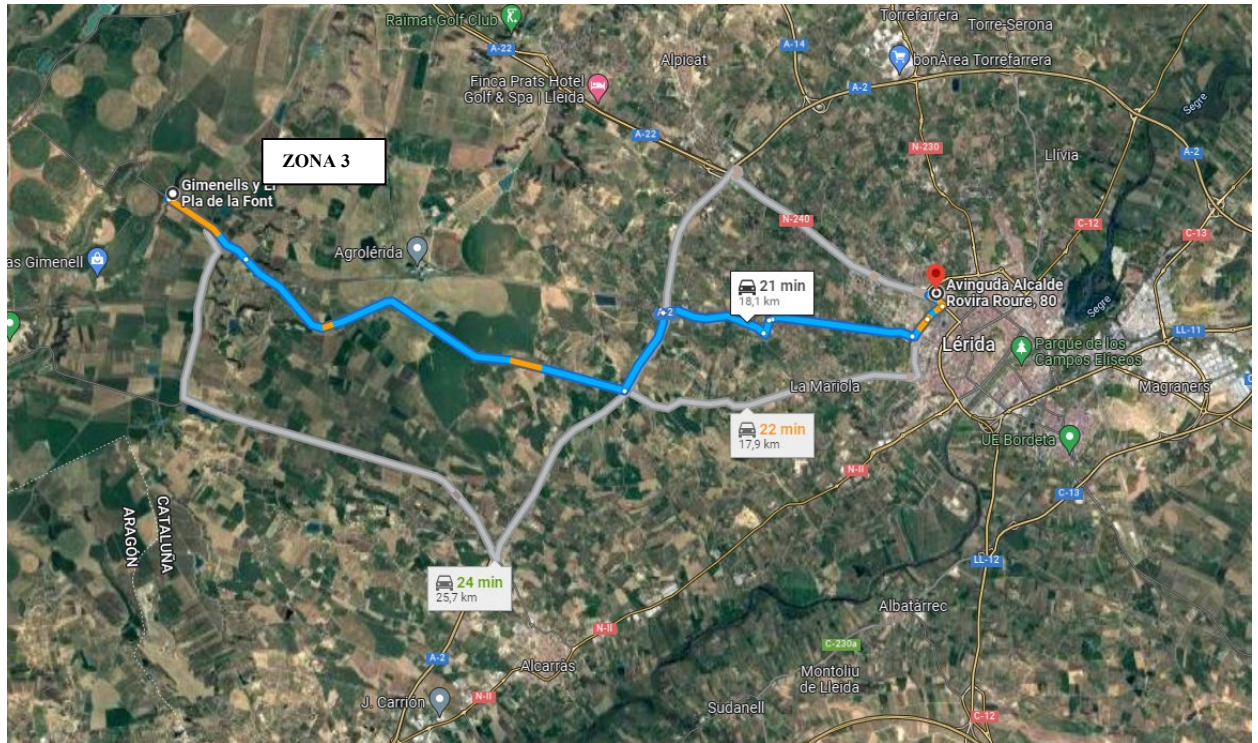 Raïmat Golf Club
A-22
Torrefarrera
Torre-Serona
A-14
bonÀrea Torrefarrera
Alpicat
Finca Prats Hotel
Golf & Spa | Lleida
A-2
Segre
A-22
N-230
Llívia
A-2
ZONA 3
Gimenells y El
Pla de la Font
C-12
C-13
N-240
Agrolérida
as Gimenell
21 min
18,1 km
Avinguda Alcalde
Rovira Roure, 80
Segre
A-2
LL-11
Lérida
Parque de los
Campos Elíseos
La Mariola
Magraners
22 min
17,9 km
UE Bordeta
N-II
C-13
CATALUÑA
ARAGÓN
LL-12
24 min
25,7 km
Albatàrrec
N-II
C-230a
A-2
Alcarràs
Montoliu
de Lleida
J. Carrión
N-II
Sudanell
C-12